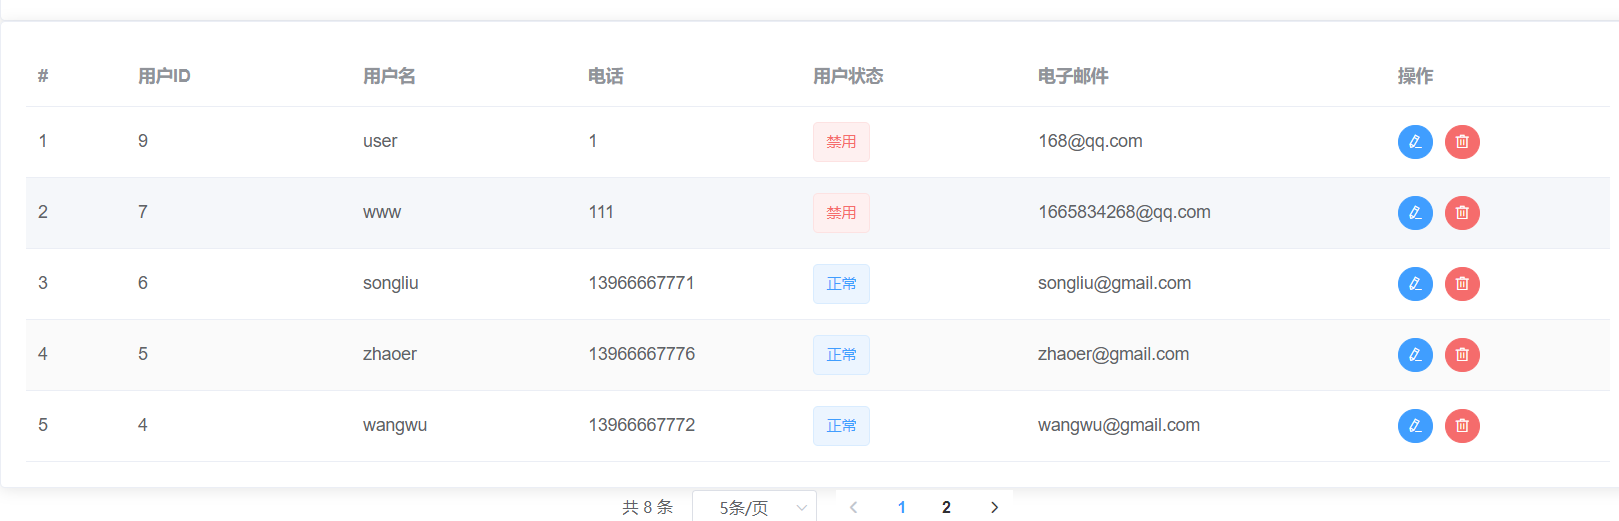 # 用户ID 用户名 电话 用户状态 电子邮件 操作
1 9 user 1 禁用 168@qq.com
2 7 www 111 禁用 1665834268@qq.com
3 6 songliu 13966667771 正常 songliu@gmail.com
4 5 zhaoer 13966667776 正常 zhaoer@gmail.com
5 4 wangwu 13966667772 正常 wangwu@gmail.com
共 8 条 5条/页 1 2